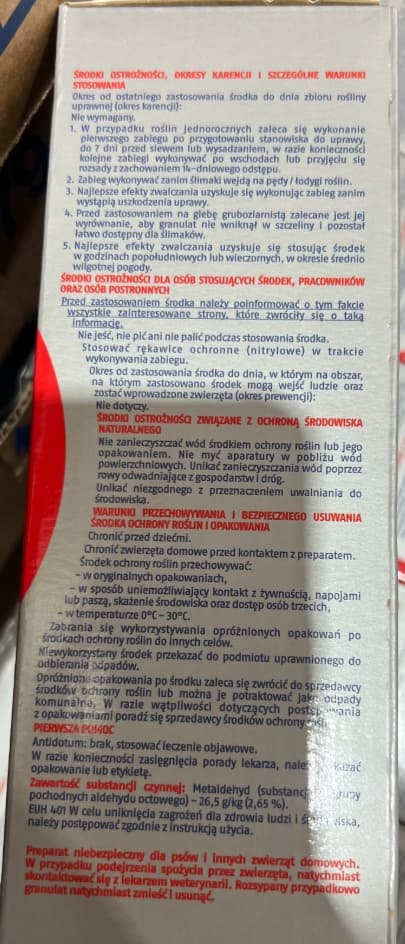 ŚRODKI OSTROŻNOŚCI, OKRESY KARENCJI I SZCZEGÓLNE WARUNKI
STOSOWANIA
Okres od ostatniego zastosowania środka do dnia zbioru rośliny
uprawnej (okres karencji):
Nie wymagany.
1. W przypadku roślin jednorocznych zaleca się wykonanie
pierwszego zabiegu po przygotowaniu stanowiska do uprawy,
do 7 dni przed siewem lub wysadzaniem, w razie konieczności
kolejne zabiegi wykonywać po wschodach lub przyjęciu się
rozsady z zachowaniem 14-dniowego odstępu.
2. Zabieg wykonywać zanim ślimaki wejdą na pędy / łodygi roślin.
3. Najlepsze efekty zwalczania uzyskuje się wykonując zabieg zanim
wystąpią uszkodzenia uprawy.
4. Przed zastosowaniem na glebę gruboziarnistą zalecane jest jej
wyrównanie, aby granulat nie wniknął w szczeliny i pozostał
łatwo dostępny dla ślimaków.
5. Najlepsze efekty zwalczania uzyskuje się stosując środek
w godzinach popołudniowych lub wieczornych, w okresie średnio
wilgotnej pogody.
ŚRODKI OSTROŻNOŚCI DLA OSÓB STOSUJĄCYCH ŚRODEK, PRACOWNIKÓW
ORAZ OSÓB POSTRONNYCH
Przed zastosowaniem środka należy poinformować o tym fakcie
wszystkie zainteresowane strony, które zwróciły się o taką
informację.
Nie jeść, nie pić ani nie palić podczas stosowania środka.
Stosować rękawice ochronne (nitrylowe) w trakcie
wykonywania zabiegu.
Okres od zastosowania środka do dnia, w którym na obszar,
na którym zastosowano środek mogą wejść ludzie oraz
zostać wprowadzone zwierzęta (okres prewencji):
Nie dotyczy.
ŚRODKI OSTROŻNOŚCI ZWIĄZANE Z OCHRONĄ ŚRODOWISKA
NATURALNEGO
Nie zanieczyszczać wód środkiem ochrony roślin lub jego
opakowaniem. Nie myć aparatury w pobliżu wód
powierzchniowych. Unikać zanieczyszczania wód poprzez
rowy odwadniające z gospodarstw i dróg.
Unikać niezgodnego z przeznaczeniem uwalniania do
środowiska.
WARUNKI PRZECHOWYWANIA I BEZPIECZNEGO USUWANIA
ŚRODKA OCHRONY ROŚLIN I OPAKOWANIA
Chronić przed dziećmi.
Chronić zwierzęta domowe przed kontaktem z preparatem.
Środek ochrony roślin przechowywać:
– w oryginalnych opakowaniach,
– w sposób uniemożliwiający kontakt z żywnością, napojami
lub paszą, skażenie środowiska oraz dostęp osób trzecich,
– w temperaturze 0°C – 30°C.
Zabrania się wykorzystywania opróżnionych opakowań po
środkach ochrony roślin do innych celów.
Niewykorzystany środek przekazać do podmiotu uprawnionego do
odbierania odpadów.
Opróżnione opakowania po środku zaleca się zwrócić do sprzedawcy
środków ochrony roślin lub można je potraktować jako odpady
komunalne. W razie wątpliwości dotyczących postępowania
z opakowaniami poradź się sprzedawcy środków ochrony
PIERWSZA POMOC
Antidotum: brak, stosować leczenie objawowe.
W razie konieczności zasięgnięcia porady lekarza, należy pokazać
opakowanie lub etykietę.
Zawartość substancji czynnej: Metaldehyd (substancja z grupy
pochodnych aldehydu octowego) – 26,5 g/kg (2,65 %).
EUH 401 W celu uniknięcia zagrożeń dla zdrowia ludzi i środowiska,
należy postępować zgodnie z instrukcją użycia.
Preparat niebezpieczny dla psów i innych zwierząt domowych.
W przypadku podejrzenia spożycia przez zwierzęta, natychmiast
skontaktować się z lekarzem weterynarii. Rozsypany przypadkowo
granulat natychmiast zmieść i usunąć.